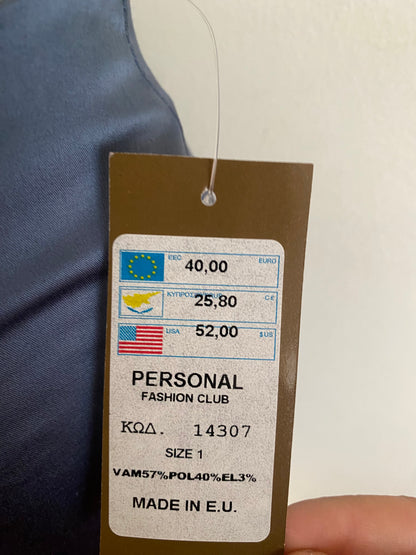 EEC 40,00 EURO
ΚΥΠΡΟΣ 25,80 C£
USA 52,00 $US
PERSONAL
FASHION CLUB
ΚΩΔ. 14307
SIZE 1
VAM57%POL40%EL3%
MADE IN E.U.